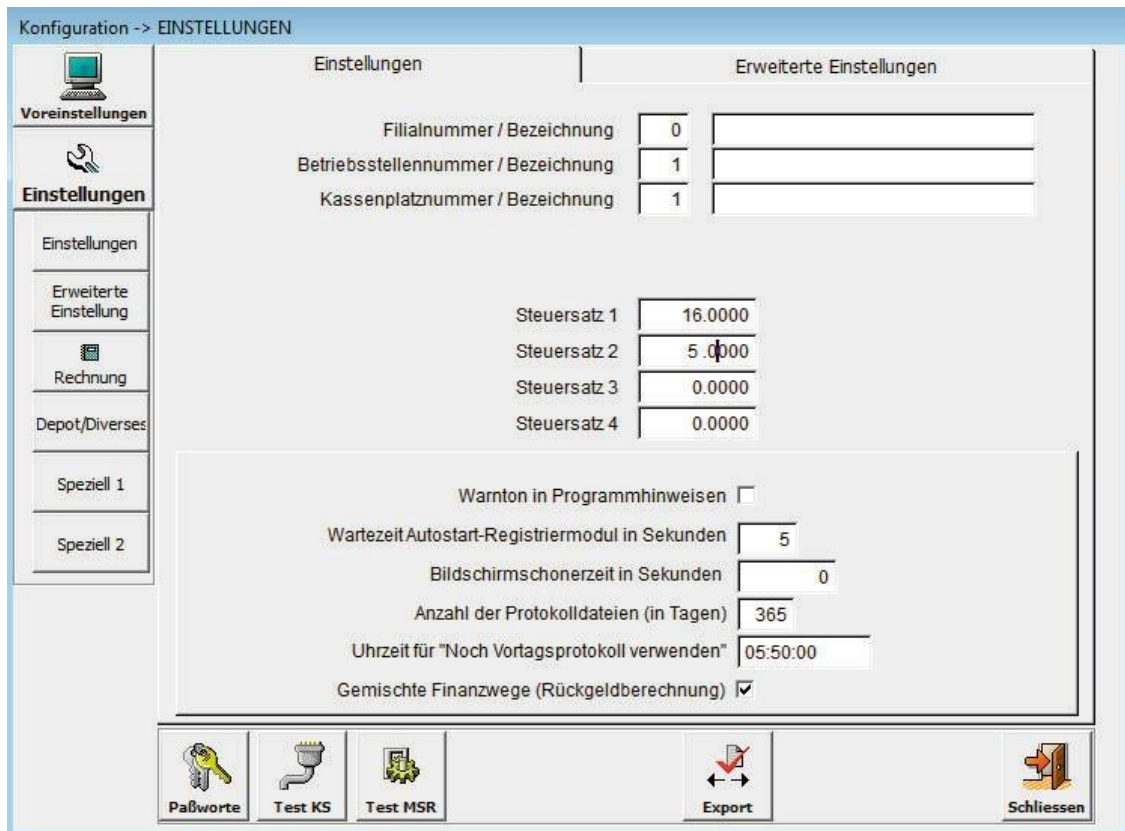 Konfiguration -> EINSTELLUNGEN
Voreinstellungen
Einstellungen
Einstellungen
Erweiterte
Einstellung
Rechnung
Depot/Diverses
Speziell 1
Speziell 2
Einstellungen
Erweiterte Einstellungen
Filialnummer / Bezeichnung 0
Betriebsstellennummer / Bezeichnung 1
Kassenplatznummer / Bezeichnung 1
Steuersatz 1 16.0000
Steuersatz 2 5.0000
Steuersatz 3 0.0000
Steuersatz 4 0.0000
Warnton in Programmhinweisen
Wartezeit Autostart-Registriermodul in Sekunden 5
Bildschirmschonerzeit in Sekunden 0
Anzahl der Protokolldateien (in Tagen) 365
Uhrzeit für "Noch Vortagsprotokoll verwenden" 05:50:00
Gemischte Finanzwege (Rückgeldberechnung)
Paßworte
Test KS
Test MSR
Export
Schliessen